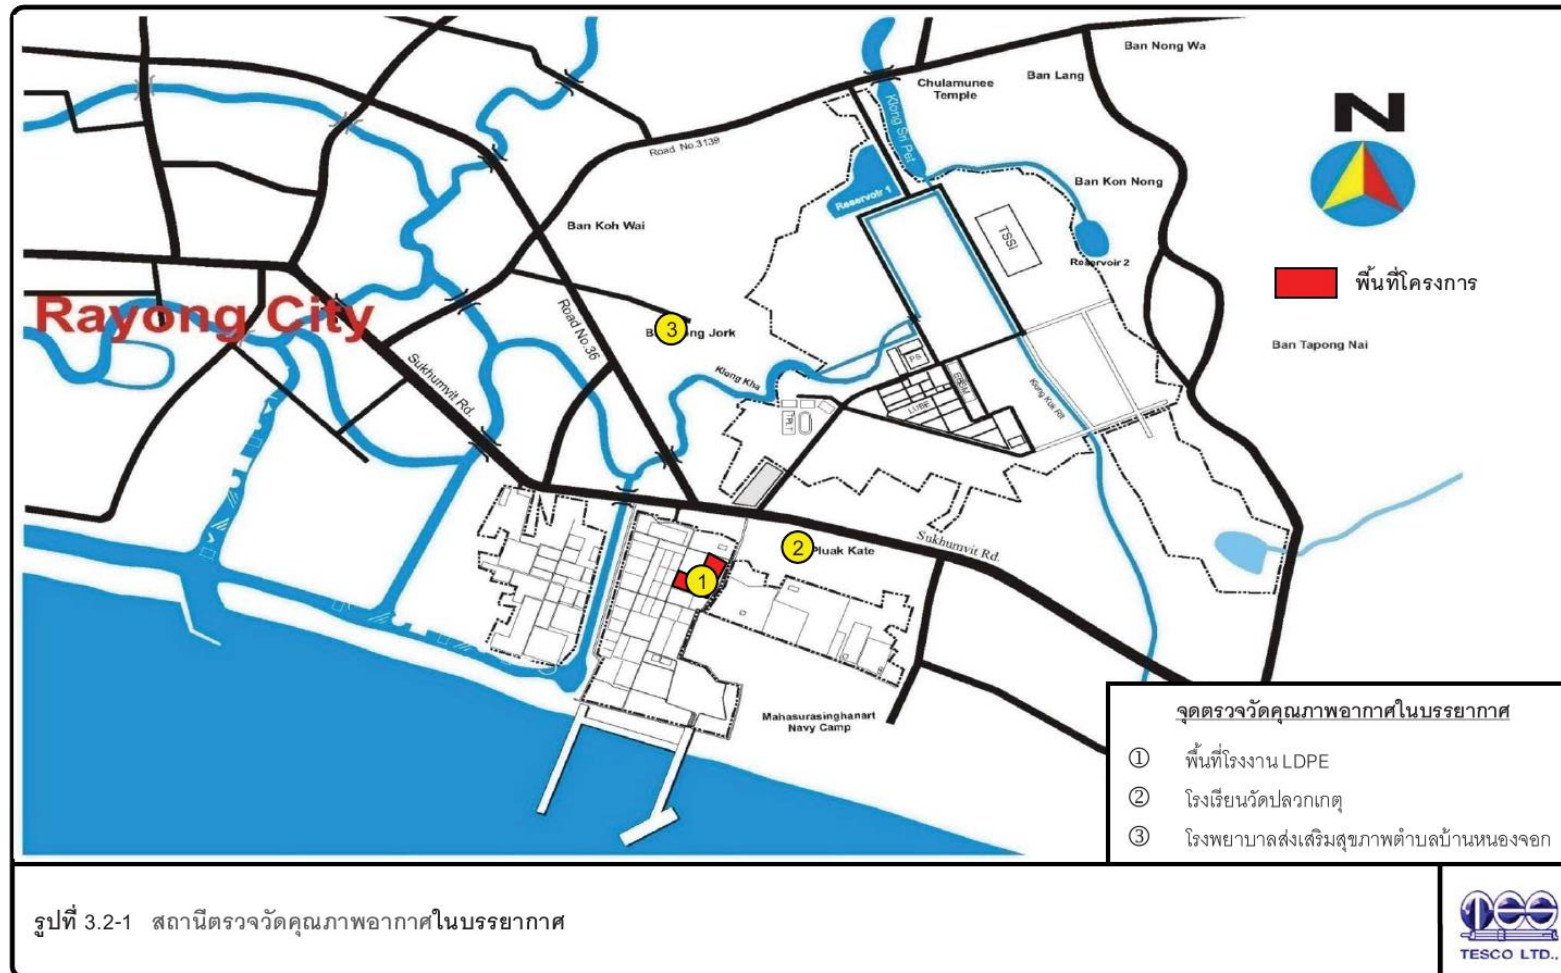 Ban Nong Wa
Ban Lang
Chulamunee
Temple
N
Klong Sri Pet
Road No.3139
Ban Kon Nong
Reservoir 1
TSSI
Ban Koh Wai
Reservoir 2
พื้นที่โครงการ
Rayong City
Road No.36
3
ng Jork
Ban Tapong Nai
Sukhumvit Rd.
Klong Kha
PS
EBSM
LUBE
TPLT
2
Pluak Kate
Sukhumvit Rd.
1
Mahasurasinghanart
Navy Camp
จุดตรวจวัดคุณภาพอากาศในบรรยากาศ
① พื้นที่โรงงาน LDPE
② โรงเรียนวัดปลวกเกตุ
③ โรงพยาบาลส่งเสริมสุขภาพตำบลบ้านหนองจอก
รูปที่ 3.2-1 สถานีตรวจวัดคุณภาพอากาศในบรรยากาศ
TESCO LTD.,